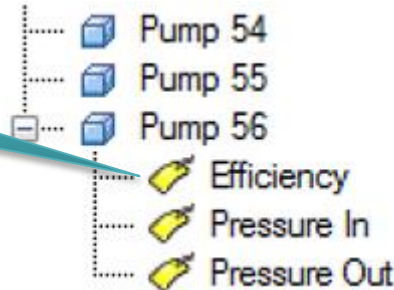 Pump 54
Pump 55
Pump 56
Efficiency
Pressure In
Pressure Out